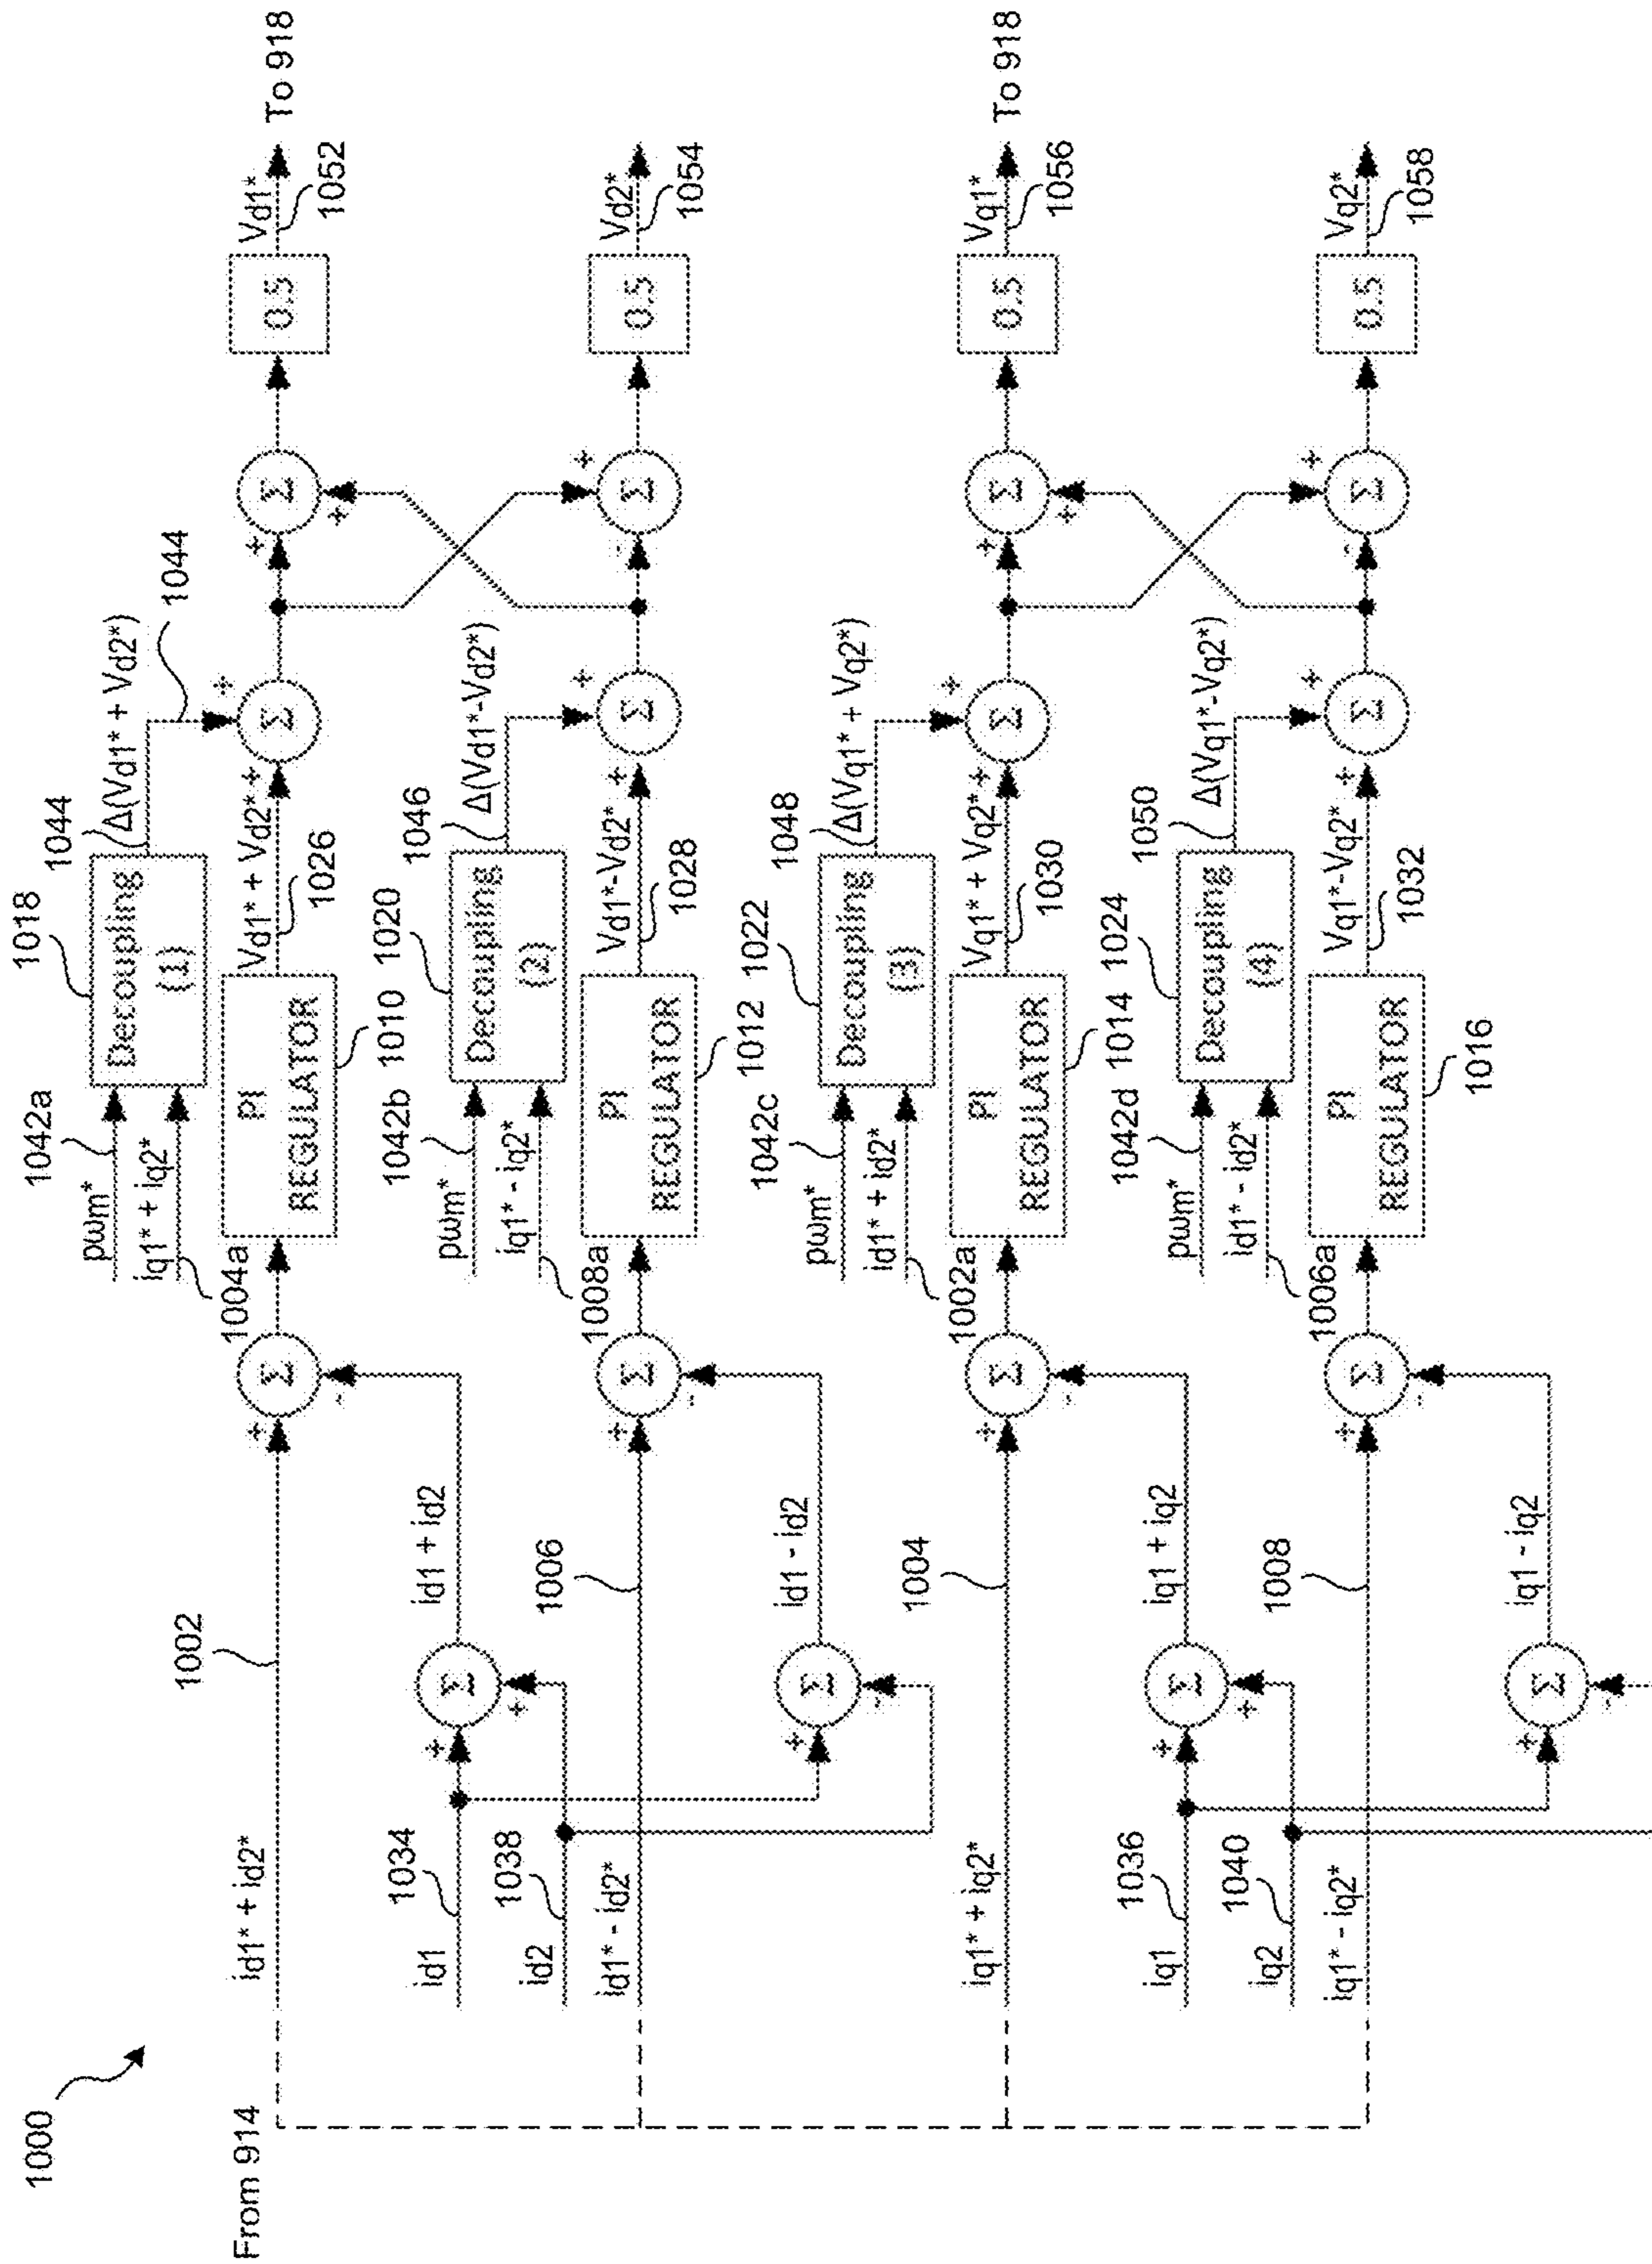 1000
From 914
id1* + id2*
1002
id1
1034
id2
1038
id1 + id2
id1* - id2*
1006
id1 - id2
iq1* + iq2*
1004
iq1
1036
iq2
1040
iq1 + iq2
iq1* - iq2*
1008
iq1 - iq2
+
+
+
-
+
+
+
-
+
-
+
-
+
-
+
-
Σ
Σ
Σ
Σ
Σ
Σ
Σ
Σ
1042a
pωm*
iq1* + iq2*
1004a
1018
Decoupling
(1)
1044
Δ(Vd1* + Vd2*)
1044
PI
REGULATOR
1010
Vd1* + Vd2*
1026
+
+
Σ
+
+
Σ
0.5
Vd1*
1052
To 918
1042b
pωm*
iq1* - iq2*
1008a
1020
Decoupling
(2)
1046
Δ(Vd1*-Vd2*)
PI
REGULATOR
1012
Vd1*-Vd2*
1028
+
+
Σ
+
-
Σ
0.5
Vd2*
1054
1042c
pωm*
id1* + id2*
1002a
1022
Decoupling
(3)
1048
Δ(Vq1* + Vq2*)
PI
REGULATOR
1014
Vq1* + Vq2*
1030
+
+
Σ
+
+
Σ
0.5
Vq1*
1056
To 918
1042d
pωm*
id1* - id2*
1006a
1024
Decoupling
(4)
1050
Δ(Vq1*-Vq2*)
PI
REGULATOR
1016
Vq1*-Vq2*
1032
+
+
Σ
+
-
Σ
0.5
Vq2*
1058